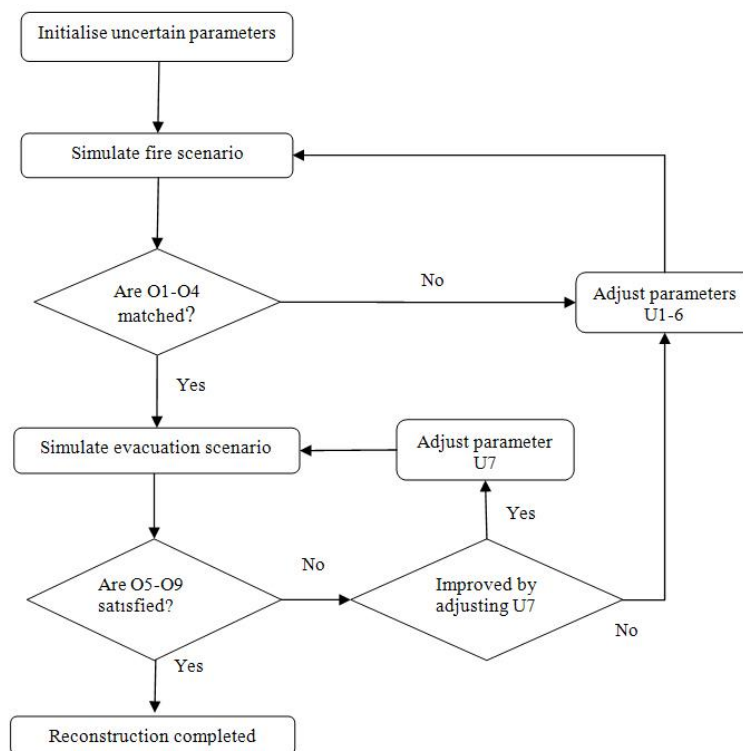 Initialise uncertain parameters
Simulate fire scenario
Are O1-O4
matched?
No
Adjust parameters
U1-6
Yes
Simulate evacuation scenario
Adjust parameter
U7
Yes
Are O5-O9
satisfied?
No
Improved by
adjusting U7
No
Yes
Reconstruction completed